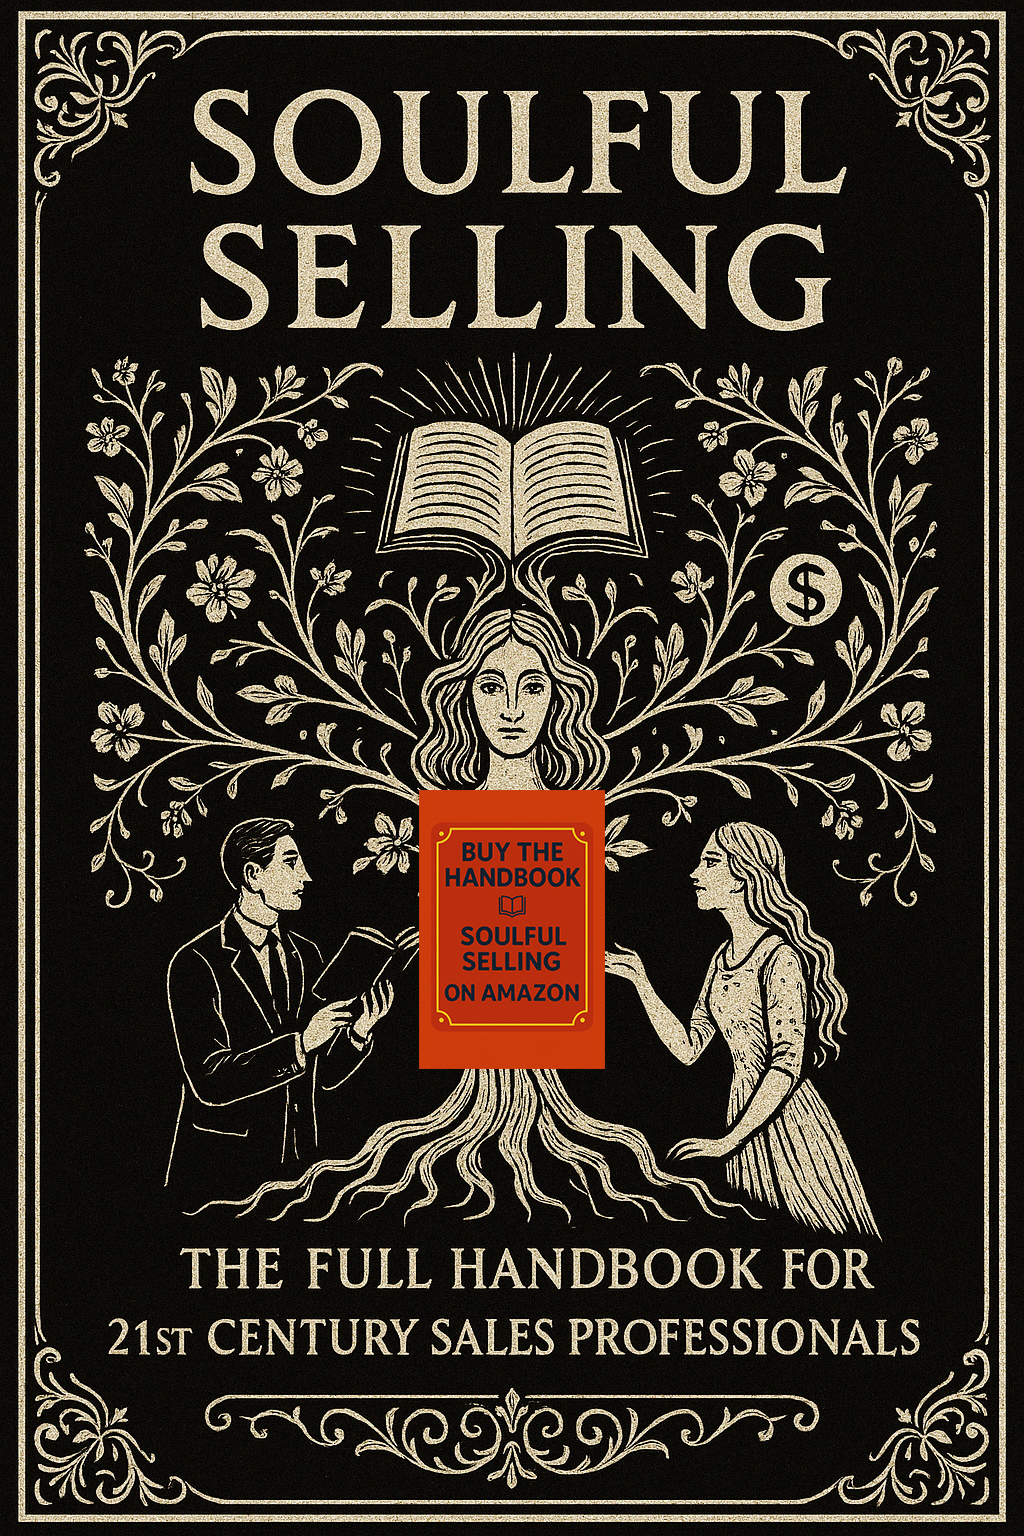 SOULFUL
SELLING
$
BUY THE
HANDBOOK
SOULFUL
SELLING
ON AMAZON
THE FULL HANDBOOK FOR
21ST CENTURY SALES PROFESSIONALS